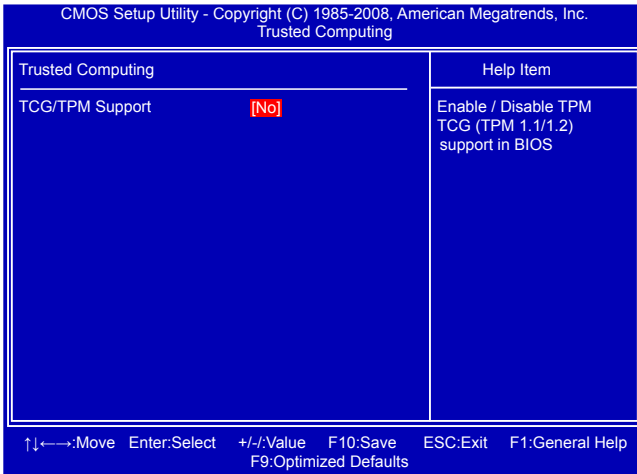 CMOS Setup Utility - Copyright (C) 1985-2008, American Megatrends, Inc.
Trusted Computing
Trusted Computing
TCG/TPM Support [No]
Help Item
Enable / Disable TPM
TCG (TPM 1.1/1.2)
support in BIOS
↑↓←→:Move Enter:Select +/-/:Value F10:Save ESC:Exit F1:General Help
F9:Optimized Defaults